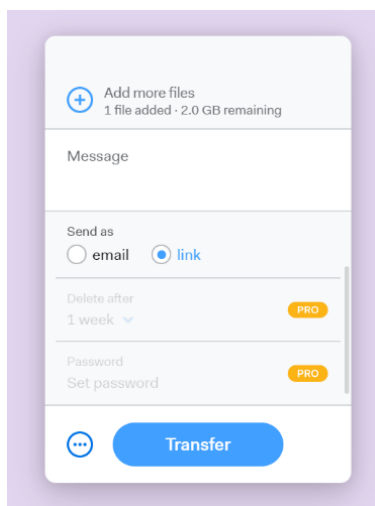 Add more files
1 file added · 2.0 GB remaining
Message
Send as
email link
Delete after
1 week PRO
Password
Set password PRO
Transfer